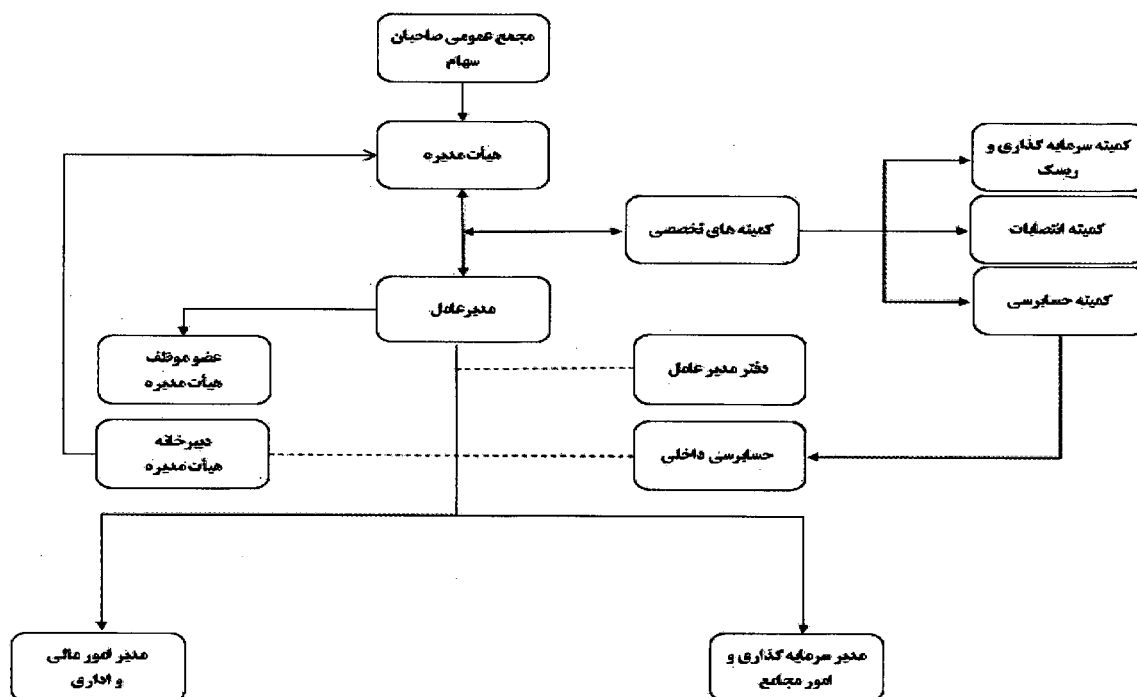 مجمع عمومی صاحبان
سهام
هیأت مدیره
کمیته سرمایه گذاری و
ریسک
کمیته های تخصصی
کمیته انتصابات
مدیرعامل
کمیته حسابرسی
عضو موظف
هیأت مدیره
دفتر مدیر عامل
دبیرخانه
هیأت مدیره
حسابرسی داخلی
مدیر سرمایه گذاری و
امور مجامع
مدیر امور مالی
و اداری